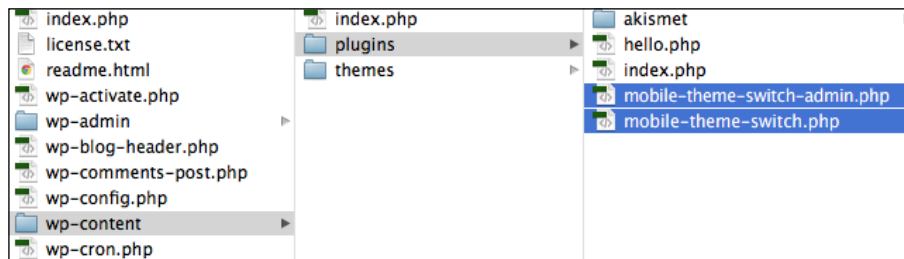 index.php
license.txt
readme.html
wp-activate.php
wp-admin
wp-blog-header.php
wp-comments-post.php
wp-config.php
wp-content
wp-cron.php
index.php
plugins
themes
akismet
hello.php
index.php
mobile-theme-switch-admin.php
mobile-theme-switch.php